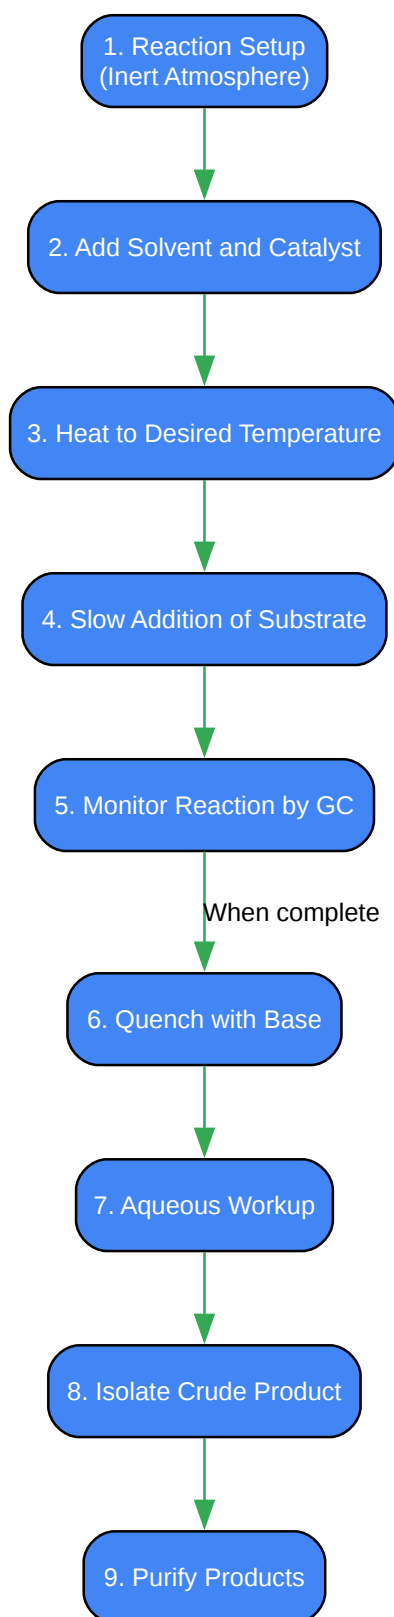 1. Reaction Setup
(Inert Atmosphere)
2. Add Solvent and Catalyst
3. Heat to Desired Temperature
4. Slow Addition of Substrate
5. Monitor Reaction by GC
When complete
6. Quench with Base
7. Aqueous Workup
8. Isolate Crude Product
9. Purify Products